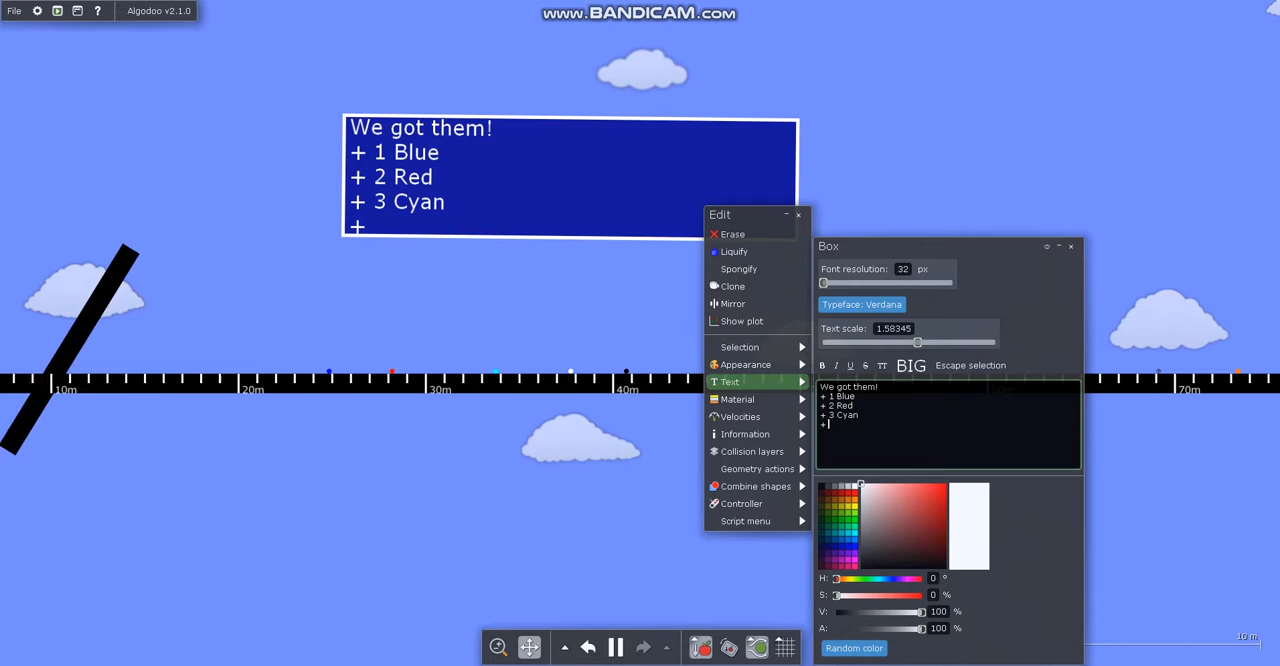 File ? Algodoo v2.1.0
www.BANDICAM.com
We got them!
+ 1 Blue
+ 2 Red
+ 3 Cyan
+
Edit
Erase
Liquify
Spongify
Clone
Mirror
Show plot
Selection
Appearance
Text
Material
Velocities
Information
Collision layers
Geometry actions
Combine shapes
Controller
Script menu
Box
Font resolution: 32 px
Typeface: Verdana
Text scale: 1.58345
B I U S TT BIG Escape selection
We got them!
+ 1 Blue
+ 2 Red
+ 3 Cyan
+
H: 0 °
S: 0 %
V: 100 %
A: 100 %
Random color
10m 20m 30m 40m 70m
10 m